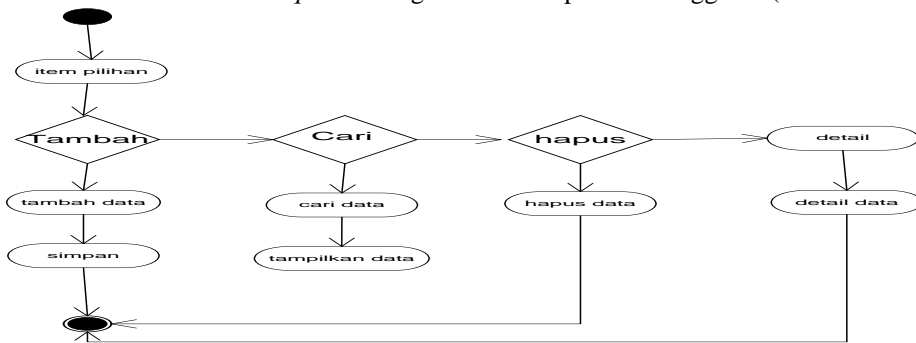 item pilihan
Tambah
Cari
hapus
detail
tambah data
cari data
hapus data
detail data
simpan
tampilkan data